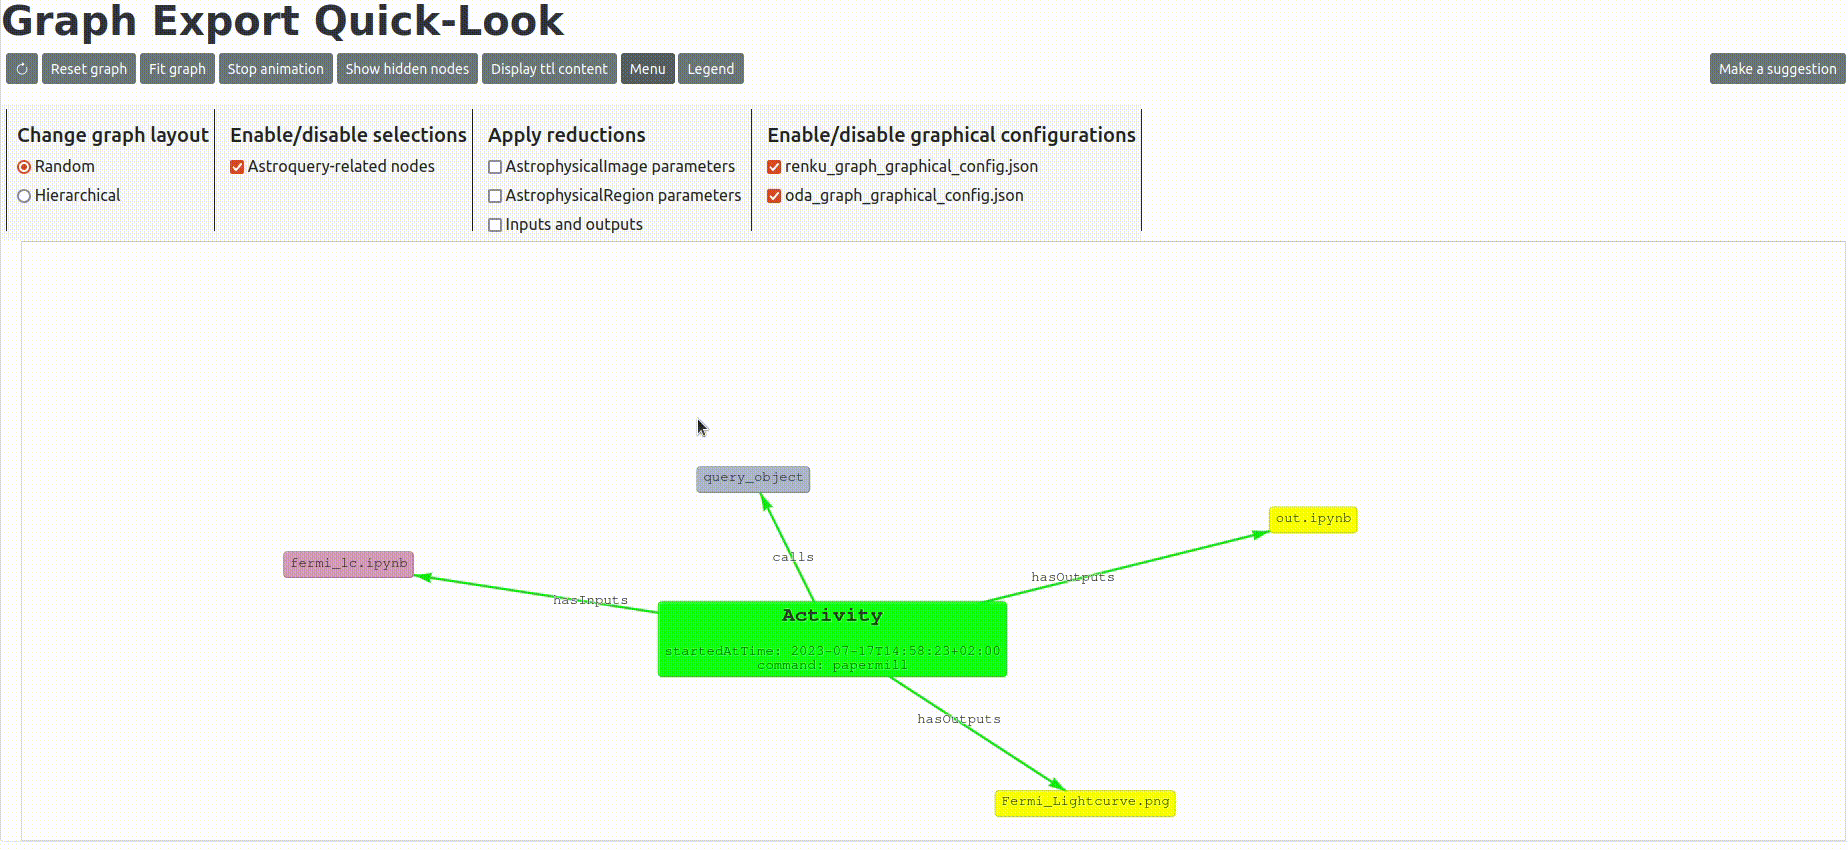 Graph Export Quick-Look
Reset graph Fit graph Stop animation Show hidden nodes Display ttl content Menu Legend Make a suggestion
Change graph layout Enable/disable selections Apply reductions Enable/disable graphical configurations
Random Astroquery-related nodes AstrophysicalImage parameters renku_graph_graphical_config.json
Hierarchical AstrophysicalRegion parameters oda_graph_graphical_config.json
Inputs and outputs
query_object
out.ipynb
calls
fermi_lc.ipynb
hasOutputs
hasInputs
Activity
startedAtTime: 2023-07-17T14:58:23+02:00
command: papermill
hasOutputs
Fermi_Lightcurve.png